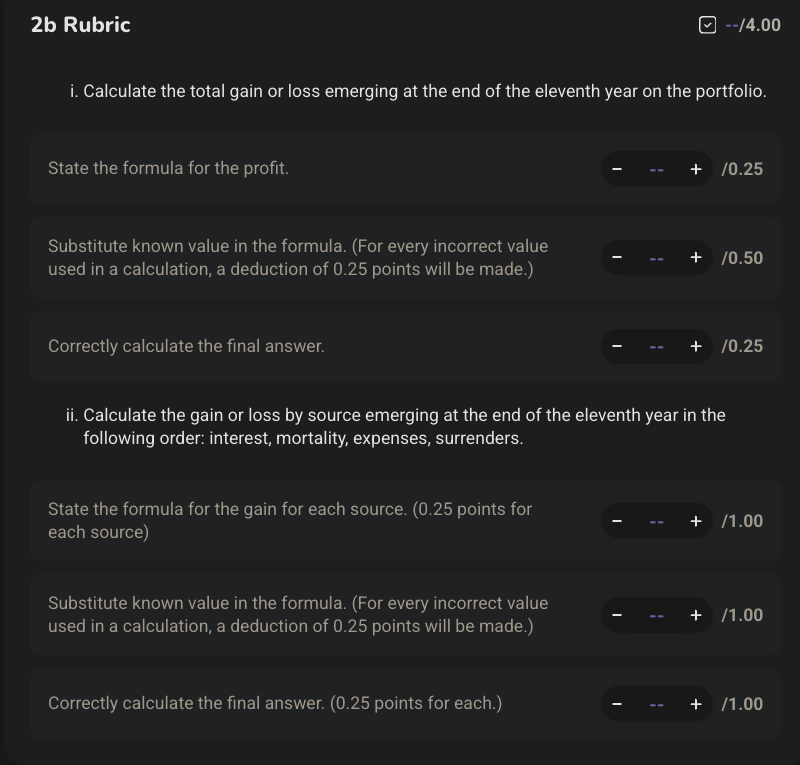 2b Rubric
--/4.00
i. Calculate the total gain or loss emerging at the end of the eleventh year on the portfolio.
State the formula for the profit.
− -- + /0.25
Substitute known value in the formula. (For every incorrect value
used in a calculation, a deduction of 0.25 points will be made.)
− -- + /0.50
Correctly calculate the final answer.
− -- + /0.25
ii. Calculate the gain or loss by source emerging at the end of the eleventh year in the
following order: interest, mortality, expenses, surrenders.
State the formula for the gain for each source. (0.25 points for
each source)
− -- + /1.00
Substitute known value in the formula. (For every incorrect value
used in a calculation, a deduction of 0.25 points will be made.)
− -- + /1.00
Correctly calculate the final answer. (0.25 points for each.)
− -- + /1.00